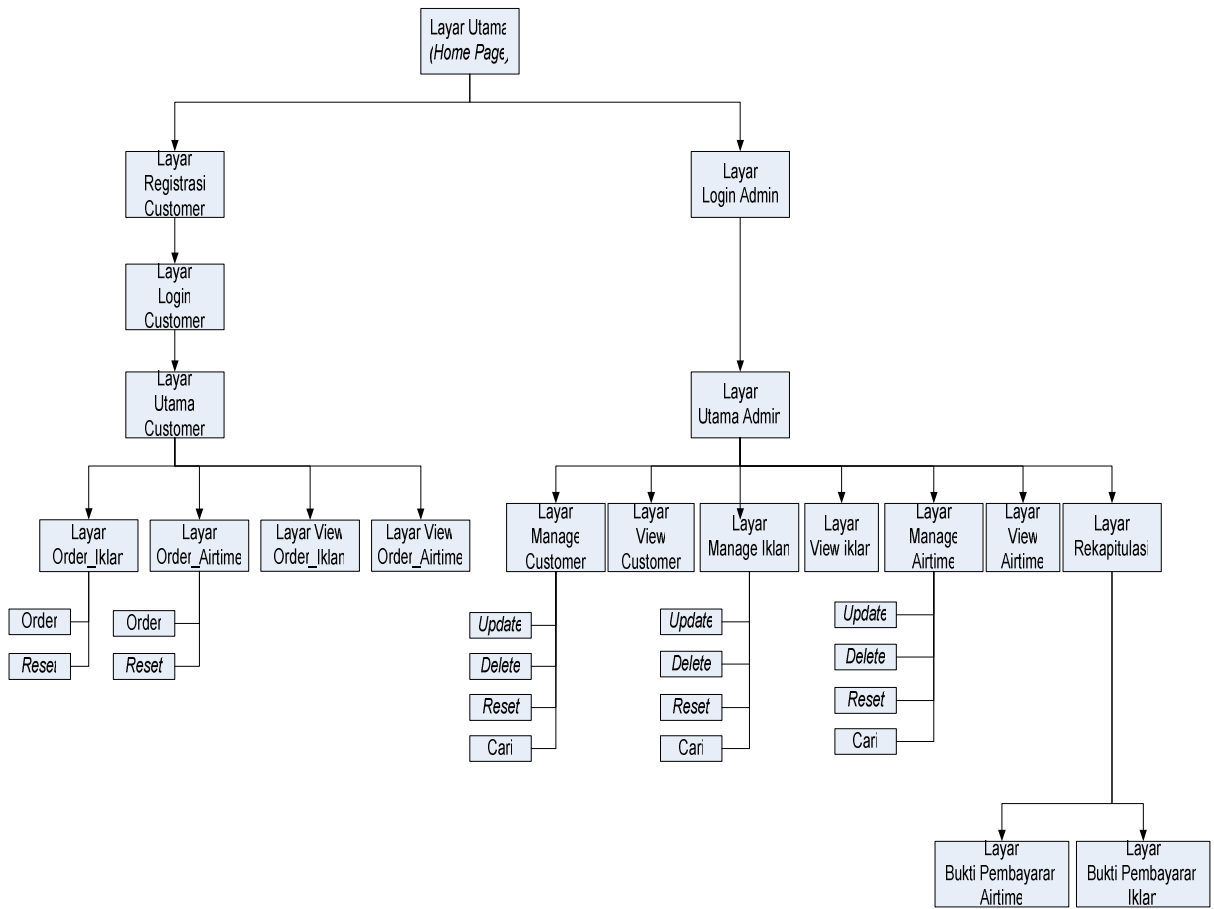 Layar Utama
(Home Page)
Layar
Registrasi
Customer
Layar
Login Admin
Layar
Login
Customer
Layar
Utama
Customer
Layar
Utama Admin
Layar
Order_Iklan
Layar
Order_Airtime
Layar View
Order_Iklan
Layar View
Order_Airtime
Layar
Manage
Customer
Layar
View
Customer
Layar
Manage Iklan
Layar
View iklan
Layar
Manage
Airtime
Layar
View
Airtime
Layar
Rekapitulasi
Order
Reset
Order
Reset
Update
Delete
Reset
Cari
Update
Delete
Reset
Cari
Update
Delete
Reset
Cari
Layar
Bukti Pembayaran
Airtime
Layar
Bukti Pembayaran
Iklan